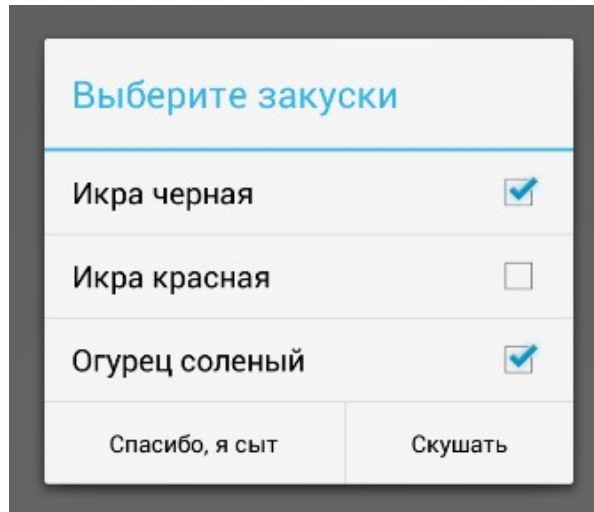 Выберите закуски
Икра черная
Икра красная
Огурец соленый
Спасибо, я сыт
Скушать